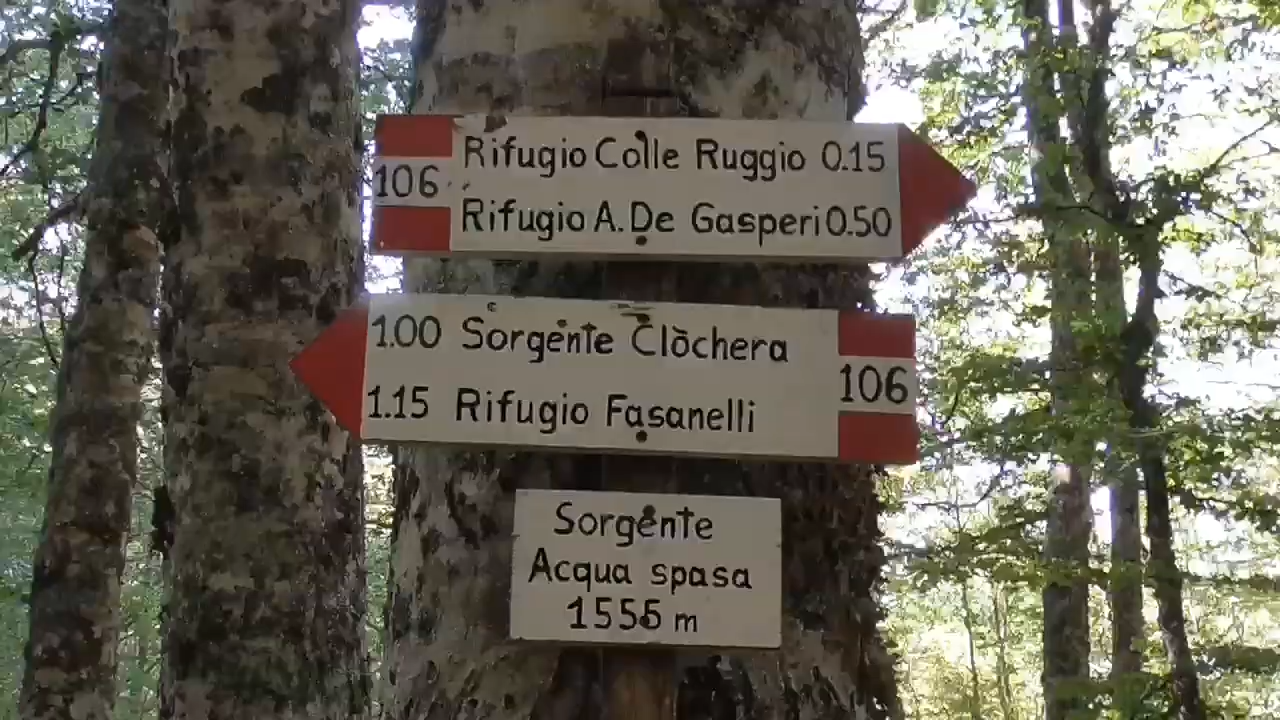 Rifugio Colle Ruggio 0.15
106
Rifugio A. De Gasperi 0.50
1.00 Sorgente Clòchera
106
1.15 Rifugio Fasanelli
Sorgente
Acqua spasa
1556 m